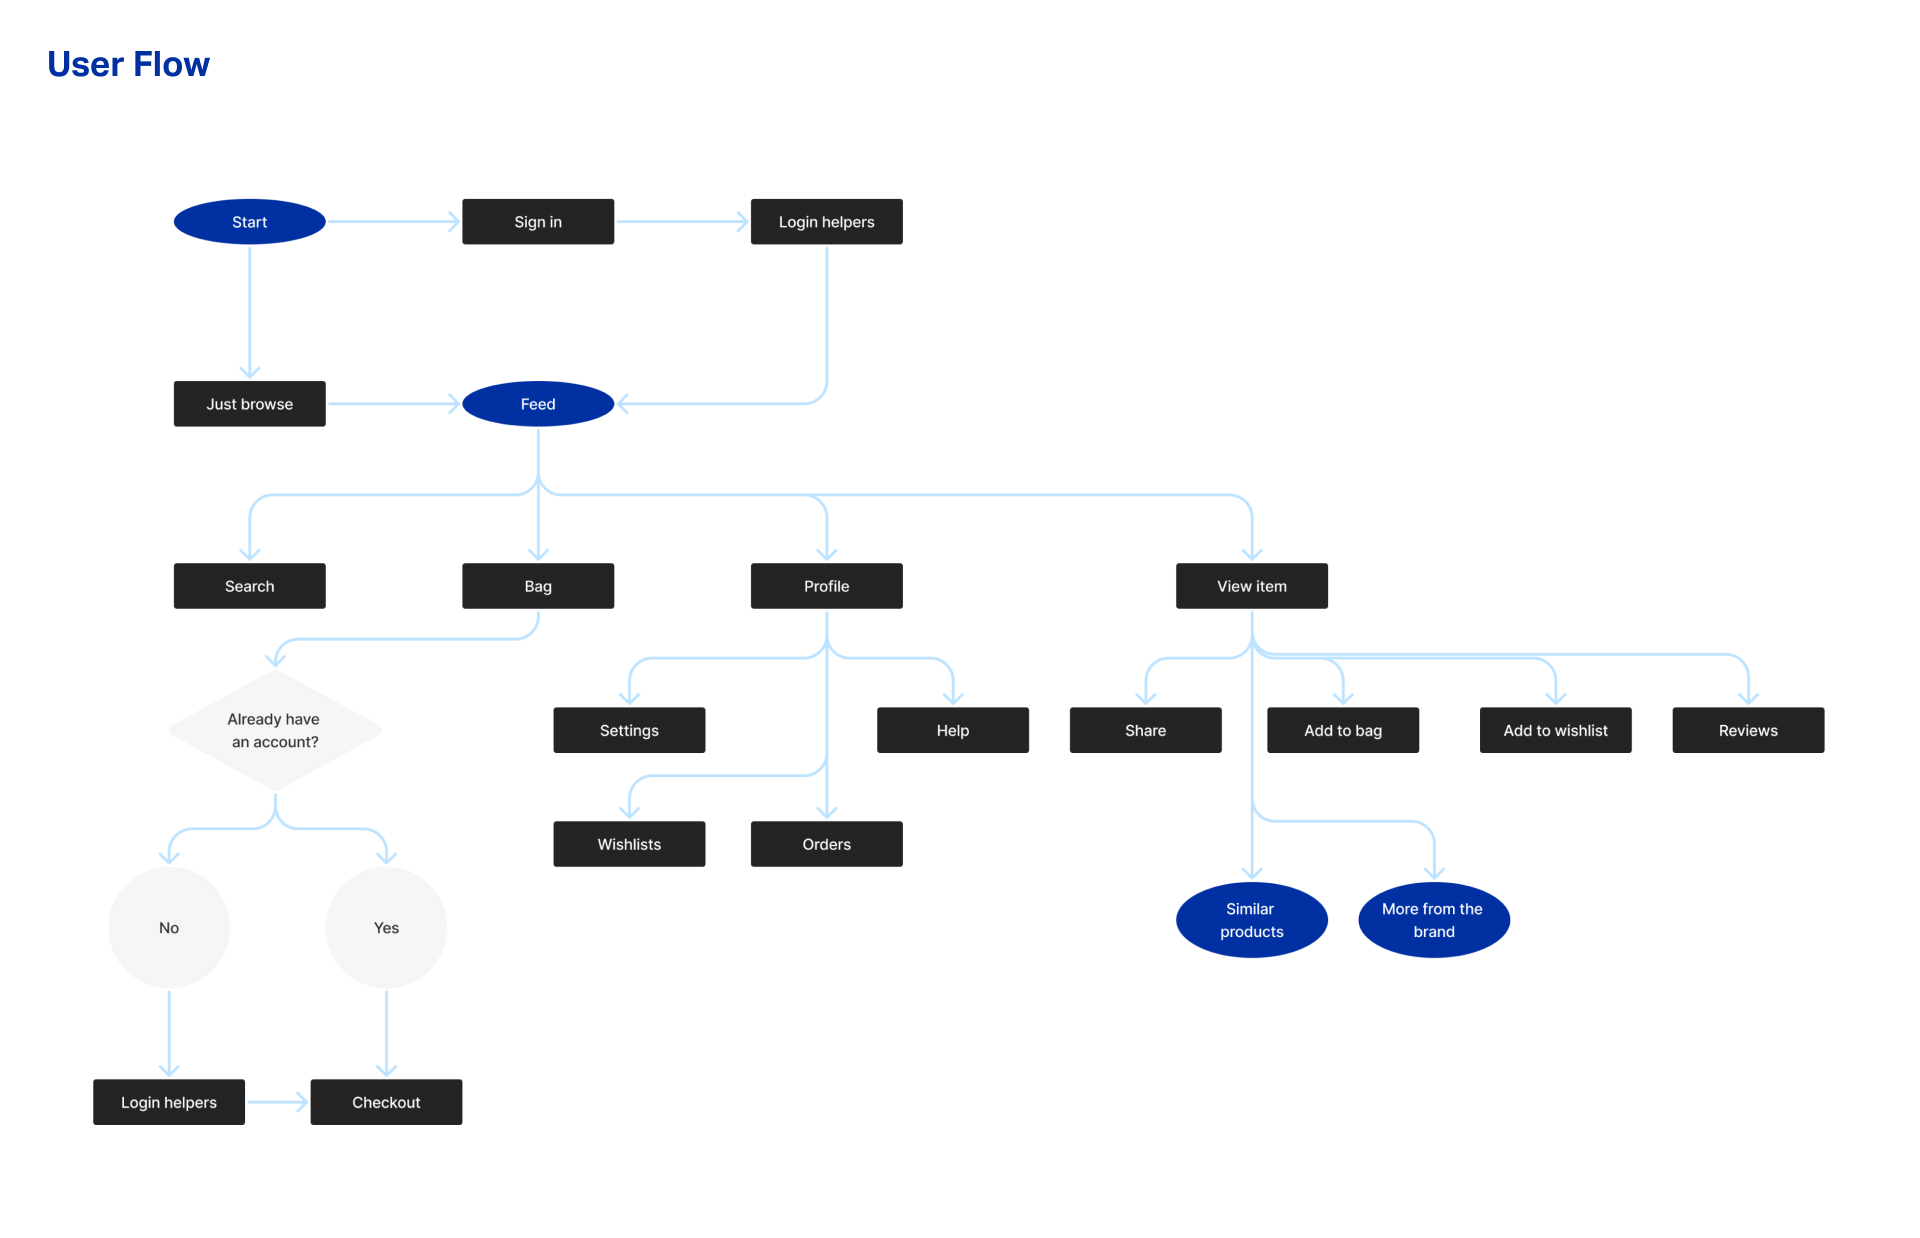 User Flow
Start
Sign in
Login helpers
Just browse
Feed
Search
Bag
Profile
View item
Already have
an account?
Settings
Help
Share
Add to bag
Add to wishlist
Reviews
Wishlists
Orders
No
Yes
Similar
products
More from the
brand
Login helpers
Checkout